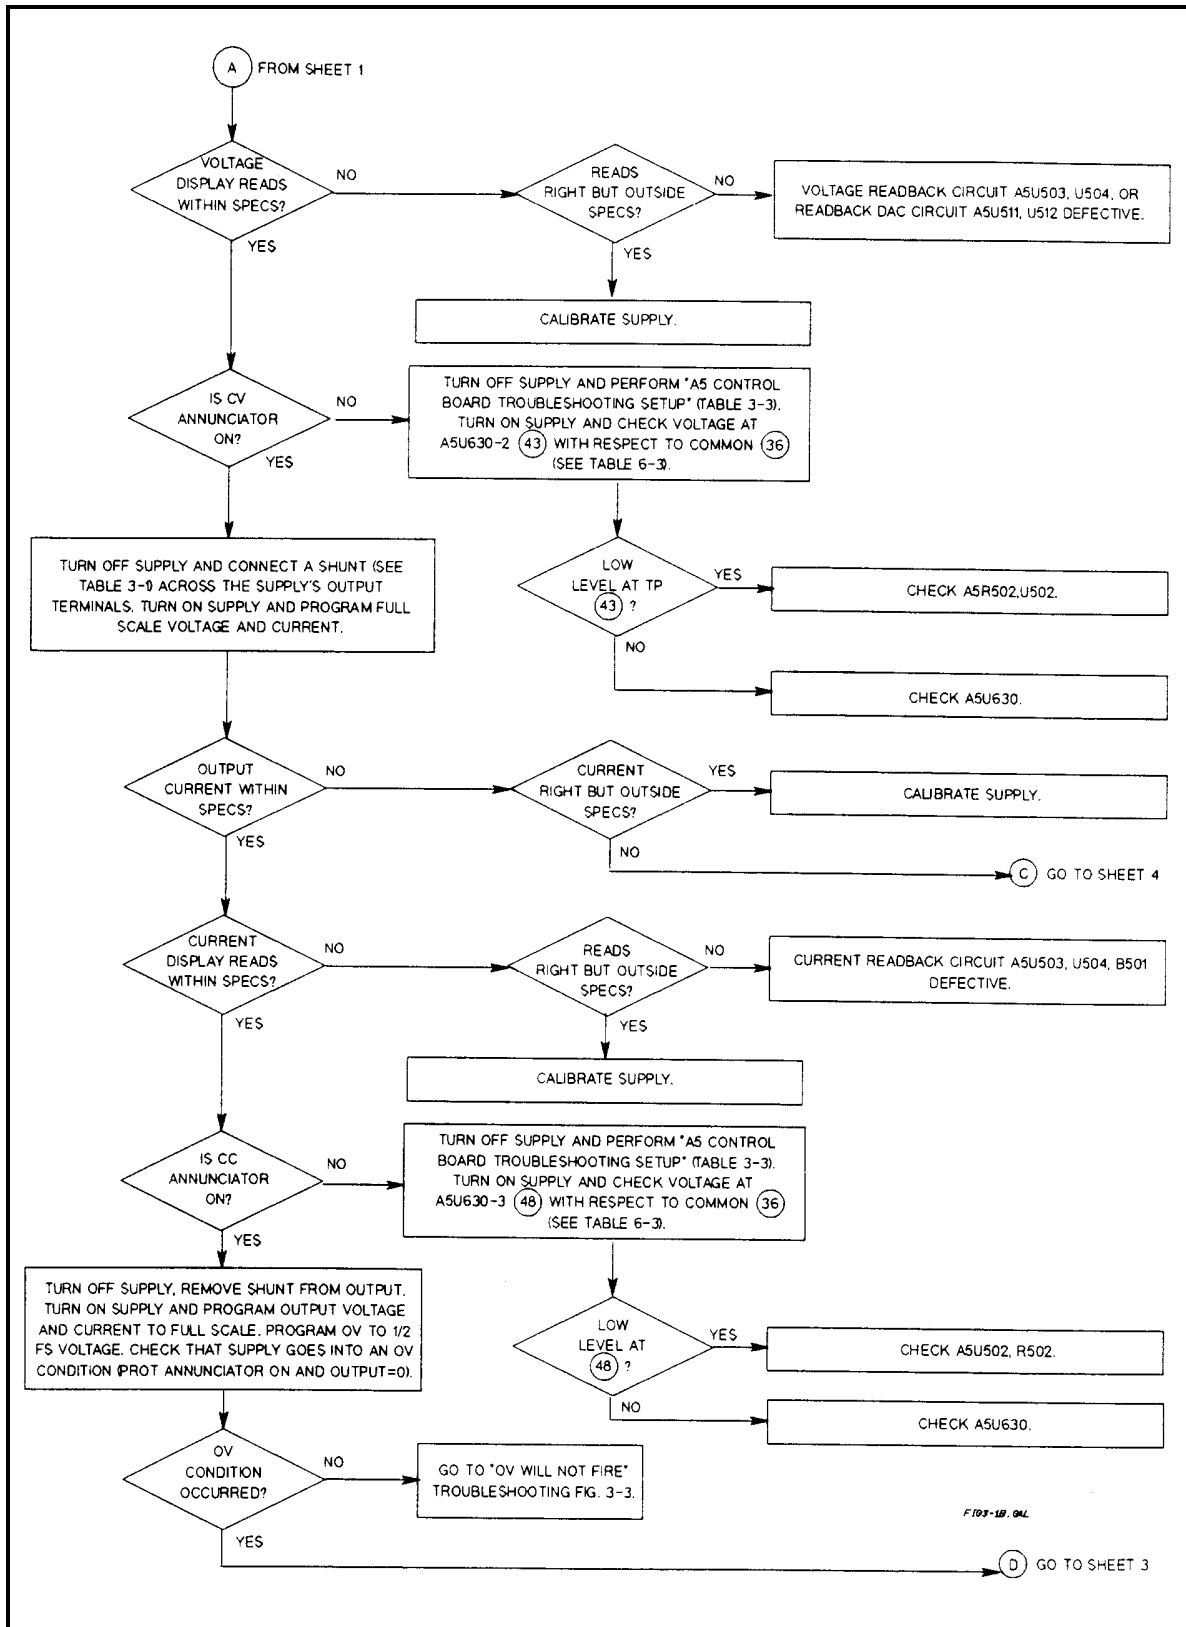 A FROM SHEET 1
VOLTAGE
DISPLAY READS
WITHIN SPECS?
NO
YES
READS
RIGHT BUT OUTSIDE
SPECS?
NO
YES
VOLTAGE READBACK CIRCUIT A5U503, U504, OR
READBACK DAC CIRCUIT A5U511, U512 DEFECTIVE.
CALIBRATE SUPPLY.
IS CV
ANNUNCIATOR
ON?
NO
YES
TURN OFF SUPPLY AND PERFORM "A5 CONTROL
BOARD TROUBLESHOOTING SETUP" (TABLE 3-3).
TURN ON SUPPLY AND CHECK VOLTAGE AT
A5U630-2 43 WITH RESPECT TO COMMON 36
(SEE TABLE 6-3).
TURN OFF SUPPLY AND CONNECT A SHUNT (SEE
TABLE 3-1) ACROSS THE SUPPLY'S OUTPUT
TERMINALS. TURN ON SUPPLY AND PROGRAM FULL
SCALE VOLTAGE AND CURRENT.
LOW
LEVEL AT TP
43 ?
YES
NO
CHECK A5R502,U502.
CHECK A5U630.
OUTPUT
CURRENT WITHIN
SPECS?
NO
YES
CURRENT
RIGHT BUT OUTSIDE
SPECS?
YES
NO
CALIBRATE SUPPLY.
C GO TO SHEET 4
CURRENT
DISPLAY READS
WITHIN SPECS?
NO
YES
READS
RIGHT BUT OUTSIDE
SPECS?
NO
YES
CURRENT READBACK CIRCUIT A5U503, U504, B501
DEFECTIVE.
CALIBRATE SUPPLY.
IS CC
ANNUNCIATOR
ON?
NO
YES
TURN OFF SUPPLY AND PERFORM "A5 CONTROL
BOARD TROUBLESHOOTING SETUP" (TABLE 3-3).
TURN ON SUPPLY AND CHECK VOLTAGE AT
A5U630-3 48 WITH RESPECT TO COMMON 36
(SEE TABLE 6-3).
TURN OFF SUPPLY, REMOVE SHUNT FROM OUTPUT.
TURN ON SUPPLY AND PROGRAM OUTPUT VOLTAGE
AND CURRENT TO FULL SCALE. PROGRAM OV TO 1/2
FS VOLTAGE. CHECK THAT SUPPLY GOES INTO AN OV
CONDITION (PROT ANNUNCIATOR ON AND OUTPUT=0).
LOW
LEVEL AT
48 ?
YES
NO
CHECK A5U502, R502.
CHECK A5U630.
OV
CONDITION
OCCURRED?
NO
YES
GO TO "OV WILL NOT FIRE"
TROUBLESHOOTING FIG. 3-3.
FIG3-1B.GAL
D GO TO SHEET 3